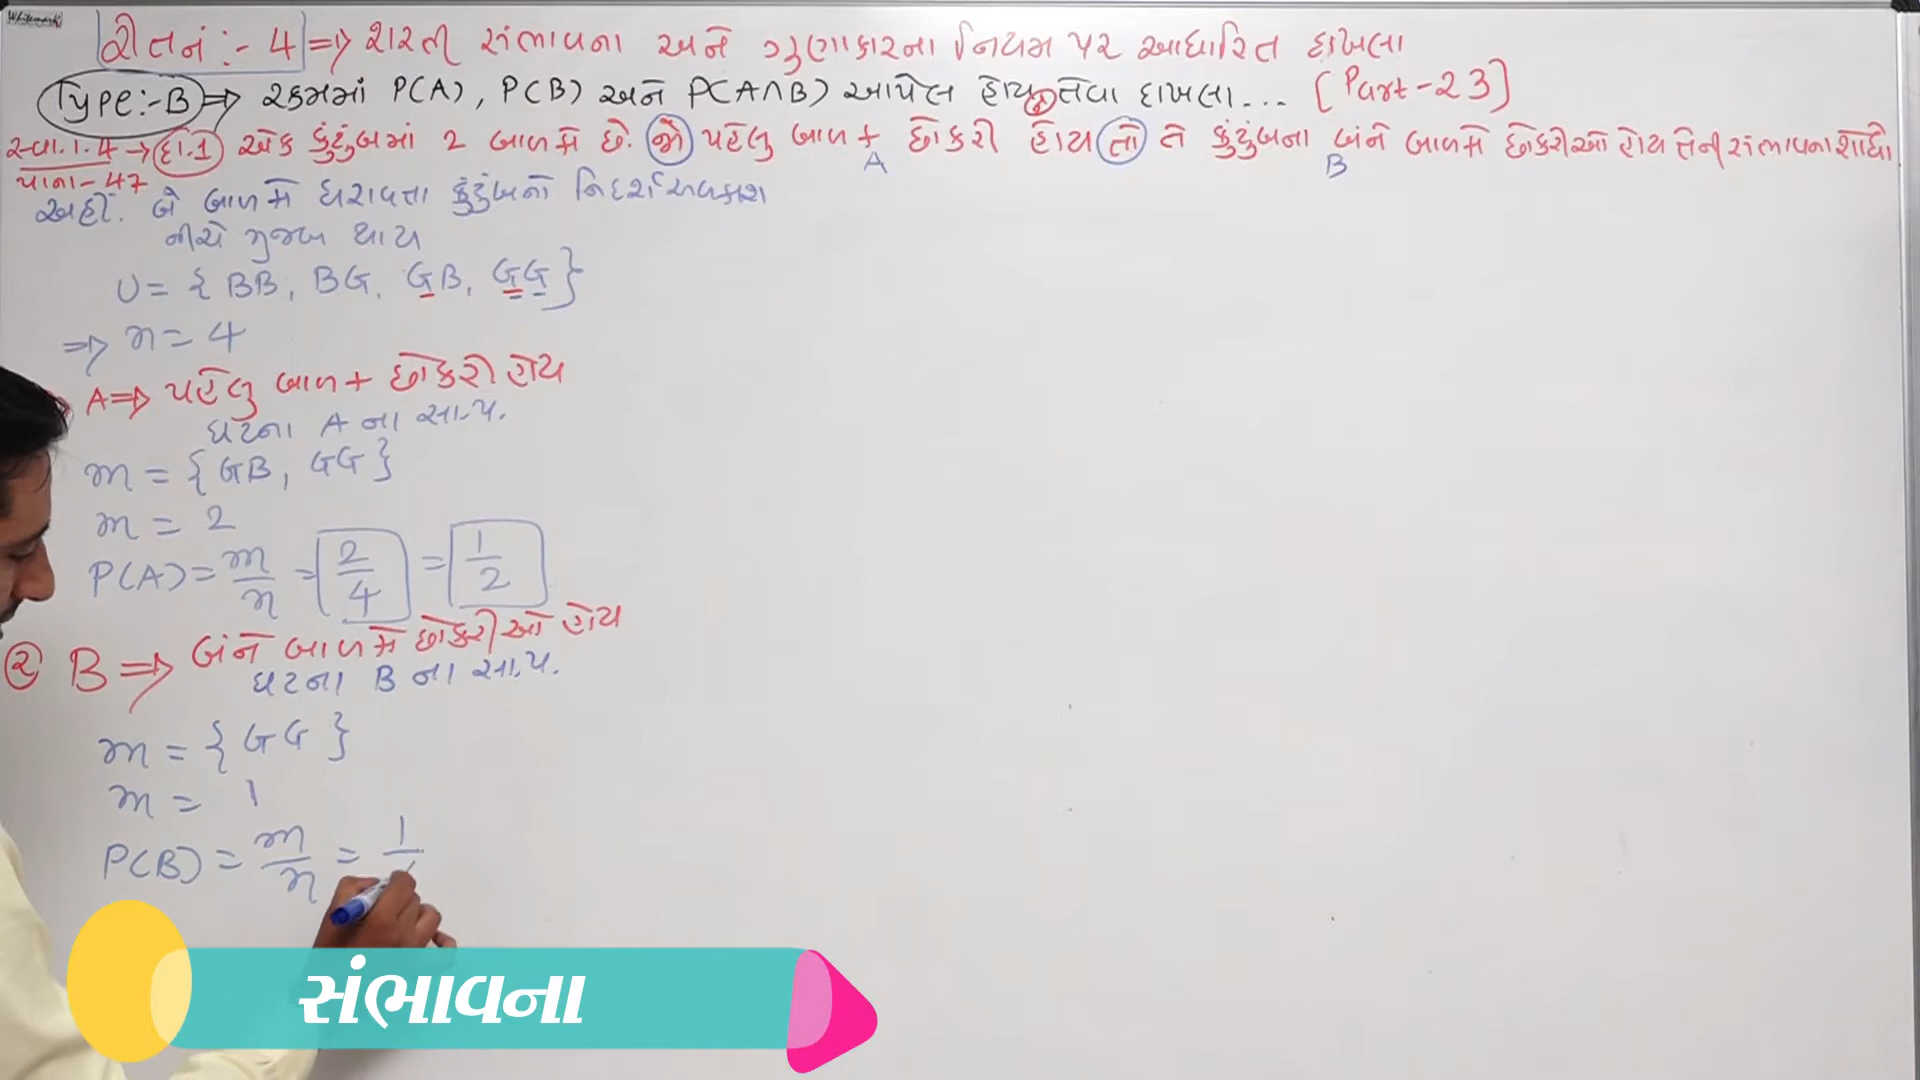 Whitemark
રીતનં:- 4 ⇒ શરતી સંભાવના અને ગુણાકારના નિયમ પર આધારિત દાખલા
Type:-B ⇒ રકમમાં P(A), P(B) અને P(A∩B) આપેલ હોય ન તેવા દાખલા... [Part-23]
સ્વા.1.4 → દા.1 એક કુટુંબમાં 2 બાળકો છે. જો પહેલુ બાળક છોકરી હોય તો તે કુટુંબના બંને બાળકો છોકરીઓ હોય તેની સંભાવના શોધો
પાના-47 A B
અહીં. બે બાળકો ધરાવતા કુટુંબનો નિદર્શાવકાશ
નીચે મુજબ થાય
U = { BB, BG, GB, GG }
⇒ n = 4
A ⇒ પહેલુ બાળક છોકરી હોય
ઘટના A ના સા.પ.
m = { GB, GG }
m = 2
P(A) = m/n = 2/4 = 1/2
૨ B ⇒ બંને બાળકો છોકરીઓ હોય
ઘટના B ના સા.પ.
m = { GG }
m = 1
P(B) = m/n = 1/
સંભાવના